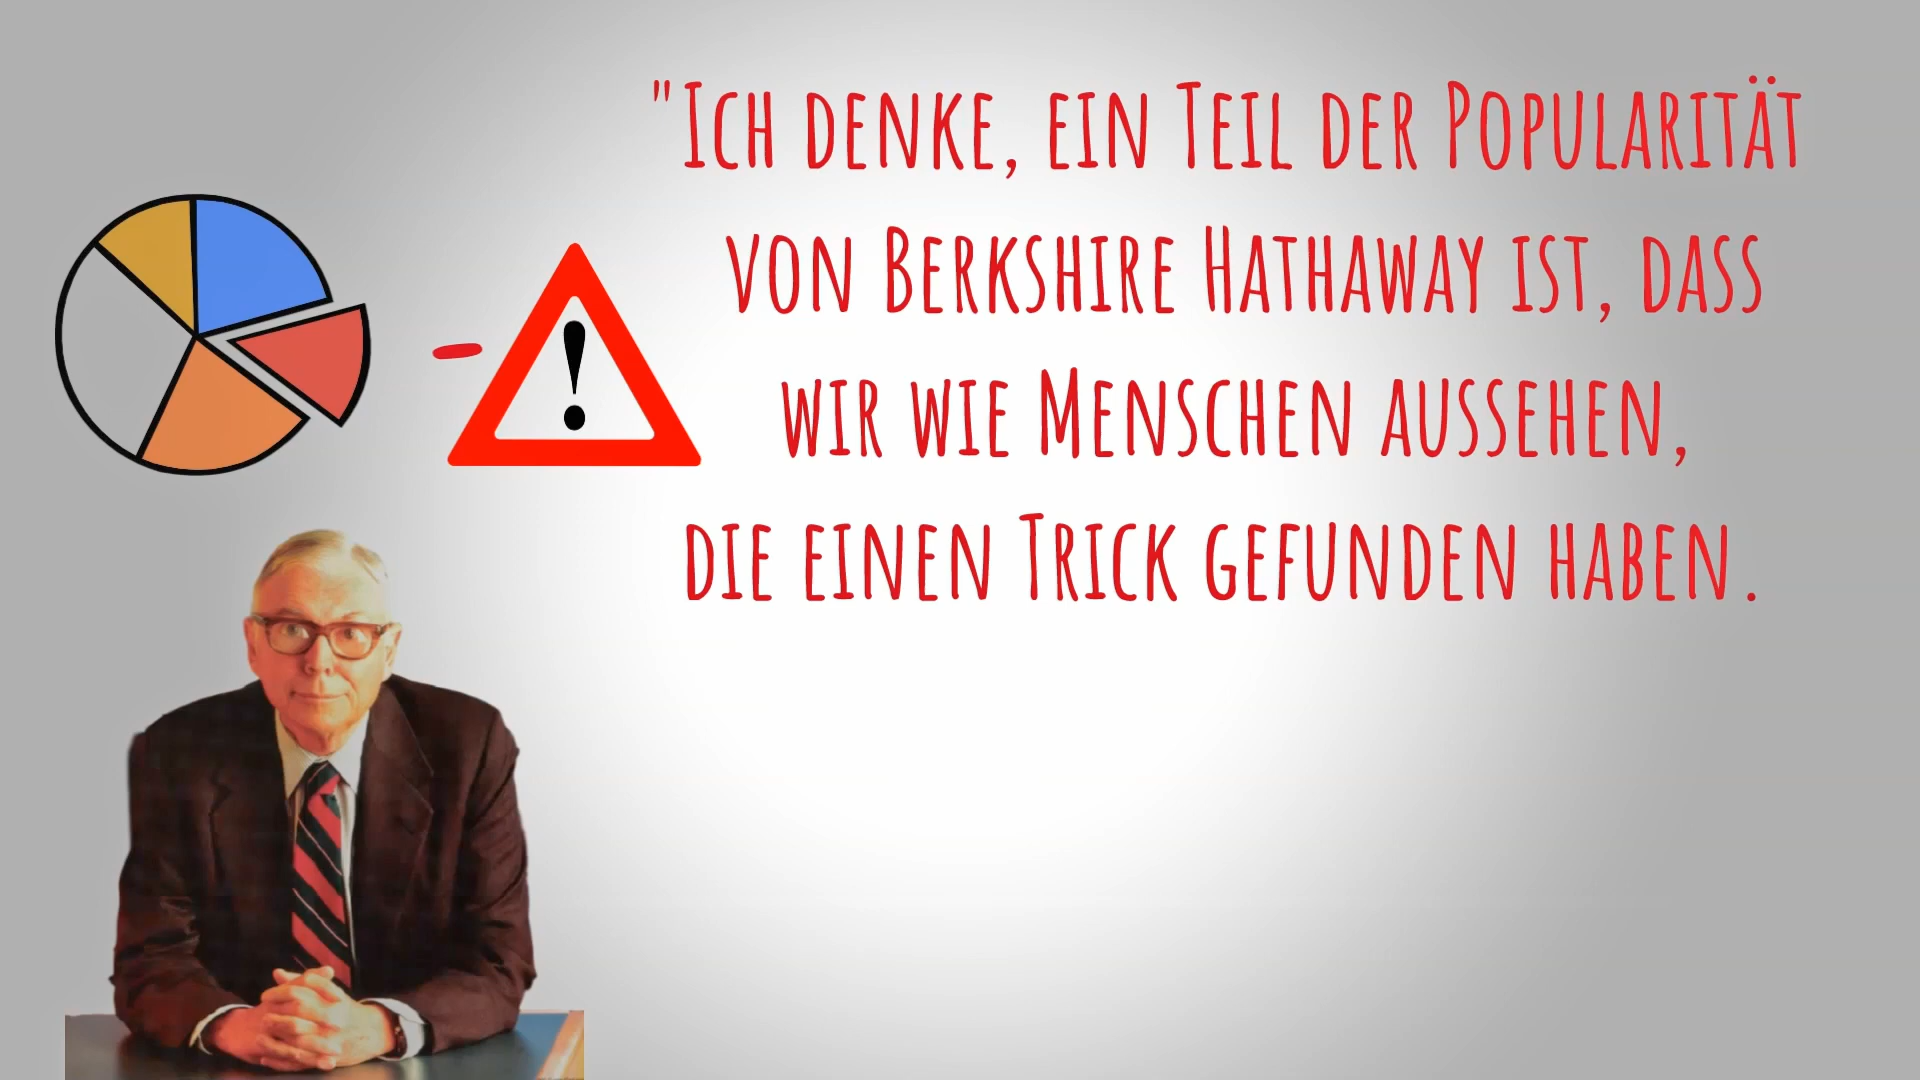 "Ich denke, ein Teil der Popularität
von Berkshire Hathaway ist, dass
wir wie Menschen aussehen,
die einen Trick gefunden haben.